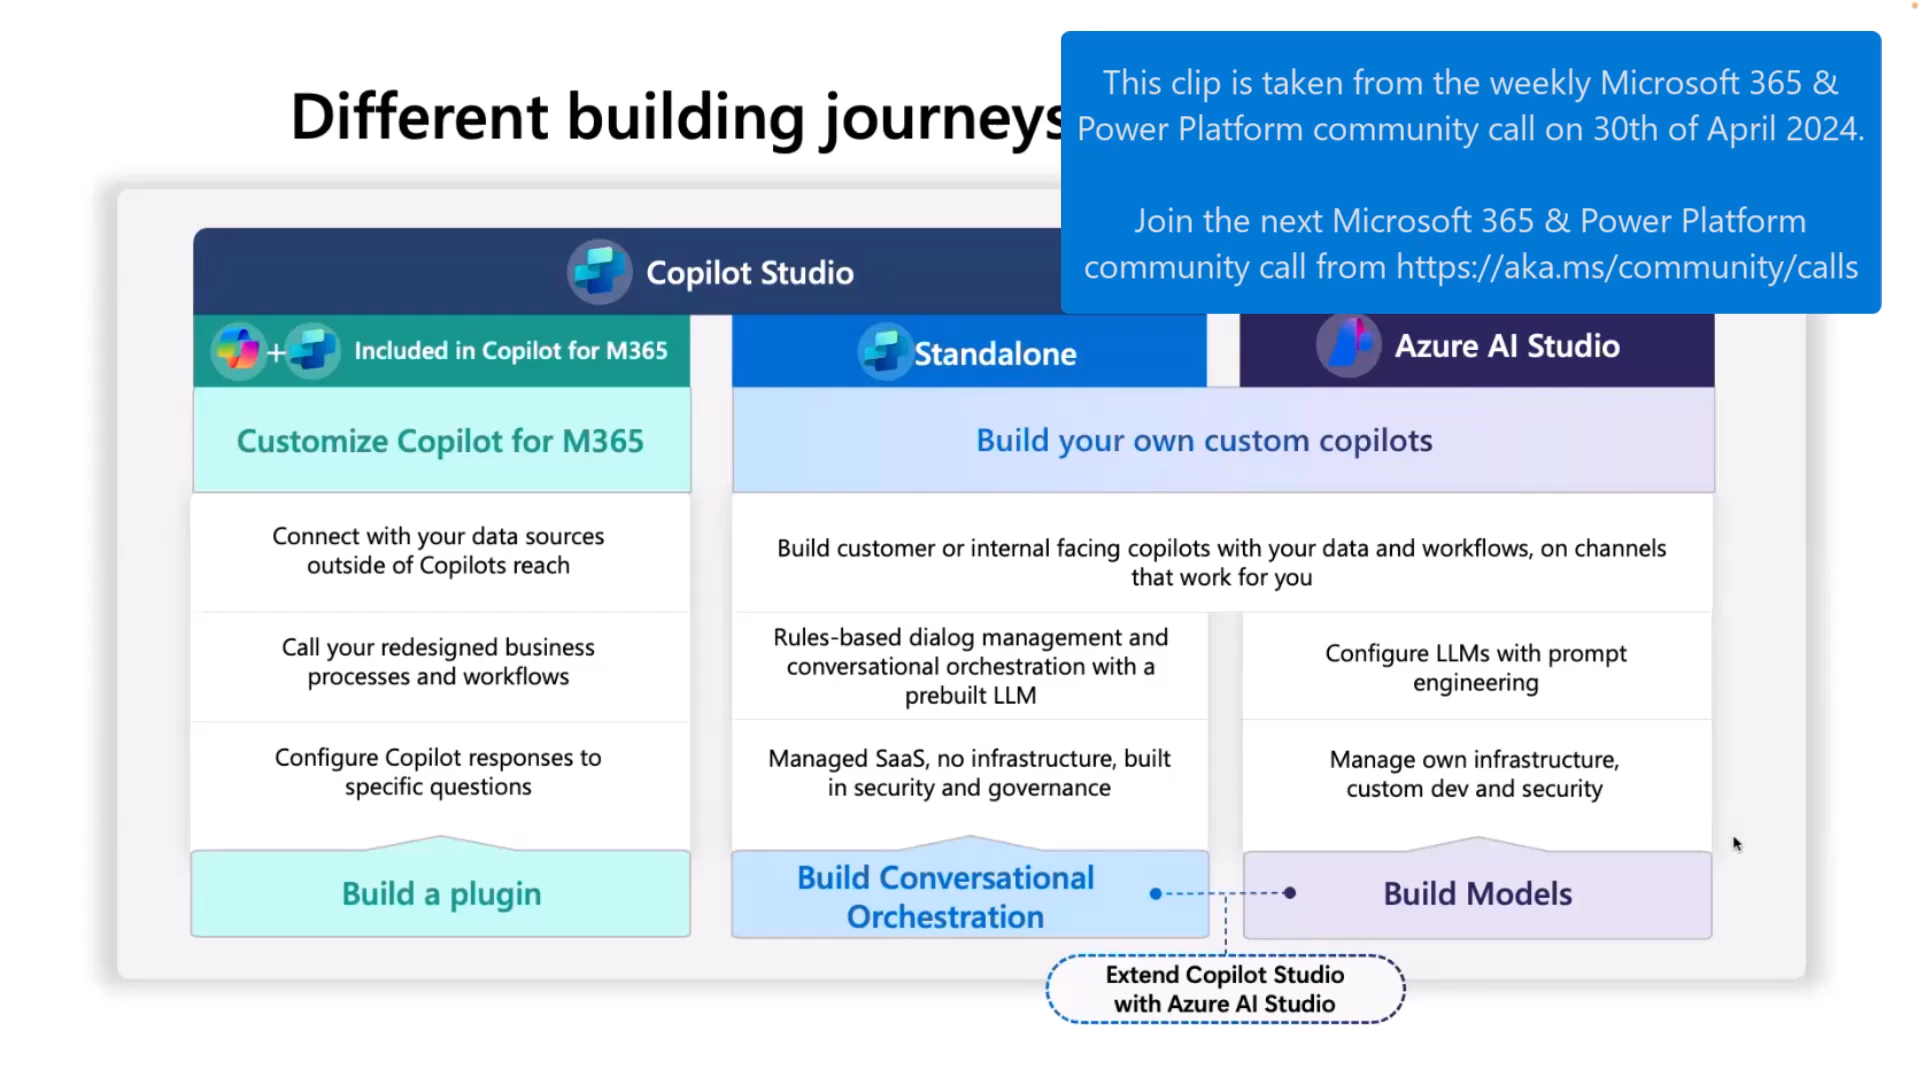 Different building journeys
This clip is taken from the weekly Microsoft 365 &
Power Platform community call on 30th of April 2024.
Join the next Microsoft 365 & Power Platform
community call from https://aka.ms/community/calls
Copilot Studio
+ Included in Copilot for M365
Standalone
Azure AI Studio
Customize Copilot for M365
Build your own custom copilots
Connect with your data sources
outside of Copilots reach
Build customer or internal facing copilots with your data and workflows, on channels
that work for you
Call your redesigned business
processes and workflows
Rules-based dialog management and
conversational orchestration with a
prebuilt LLM
Configure LLMs with prompt
engineering
Configure Copilot responses to
specific questions
Managed SaaS, no infrastructure, built
in security and governance
Manage own infrastructure,
custom dev and security
Build a plugin
Build Conversational
Orchestration
Build Models
Extend Copilot Studio
with Azure AI Studio